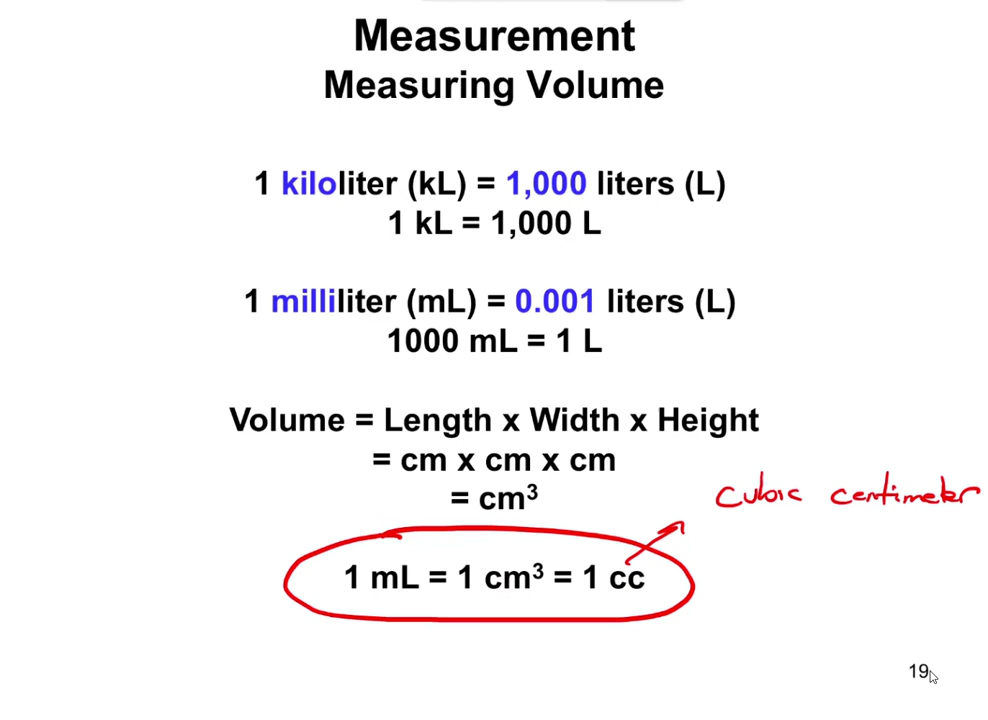 Measurement
Measuring Volume
1 kiloliter (kL) = 1,000 liters (L)
1 kL = 1,000 L
1 milliliter (mL) = 0.001 liters (L)
1000 mL = 1 L
Volume = Length x Width x Height
= cm x cm x cm
= cm³
cubic centimeter
1 mL = 1 cm³ = 1 cc
19